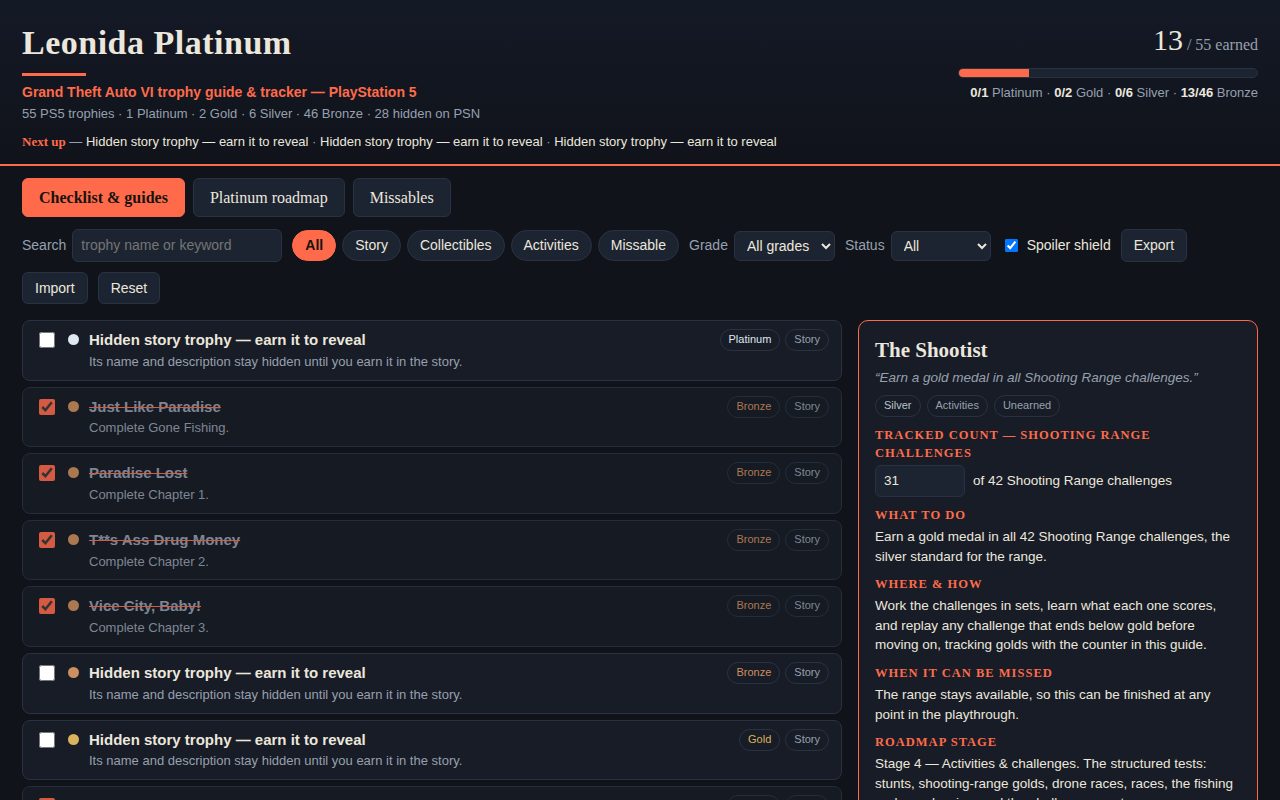 Leonida Platinum
Grand Theft Auto VI trophy guide & tracker — PlayStation 5
55 PS5 trophies · 1 Platinum · 2 Gold · 6 Silver · 46 Bronze · 28 hidden on PSN
Next up — Hidden story trophy — earn it to reveal · Hidden story trophy — earn it to reveal · Hidden story trophy — earn it to reveal
13 / 55 earned
0/1 Platinum · 0/2 Gold · 0/6 Silver · 13/46 Bronze
Checklist & guides
Platinum roadmap
Missables
Search
trophy name or keyword
All
Story
Collectibles
Activities
Missable
Grade
All grades
Status
All
Spoiler shield
Export
Import
Reset
Hidden story trophy — earn it to reveal
Platinum
Story
Its name and description stay hidden until you earn it in the story.
Just Like Paradise
Bronze
Story
Complete Gone Fishing.
Paradise Lost
Bronze
Story
Complete Chapter 1.
T**s Ass Drug Money
Bronze
Story
Complete Chapter 2.
Vice City, Baby!
Bronze
Story
Complete Chapter 3.
Hidden story trophy — earn it to reveal
Bronze
Story
Its name and description stay hidden until you earn it in the story.
Hidden story trophy — earn it to reveal
Gold
Story
Its name and description stay hidden until you earn it in the story.
The Shootist
“Earn a gold medal in all Shooting Range challenges.”
Silver
Activities
Unearned
TRACKED COUNT — SHOOTING RANGE
CHALLENGES
31
of 42 Shooting Range challenges
WHAT TO DO
Earn a gold medal in all 42 Shooting Range challenges, the
silver standard for the range.
WHERE & HOW
Work the challenges in sets, learn what each one scores,
and replay any challenge that ends below gold before
moving on, tracking golds with the counter in this guide.
WHEN IT CAN BE MISSED
The range stays available, so this can be finished at any
point in the playthrough.
ROADMAP STAGE
Stage 4 — Activities & challenges. The structured tests:
stunts, shooting-range golds, drone races, races, the fishing